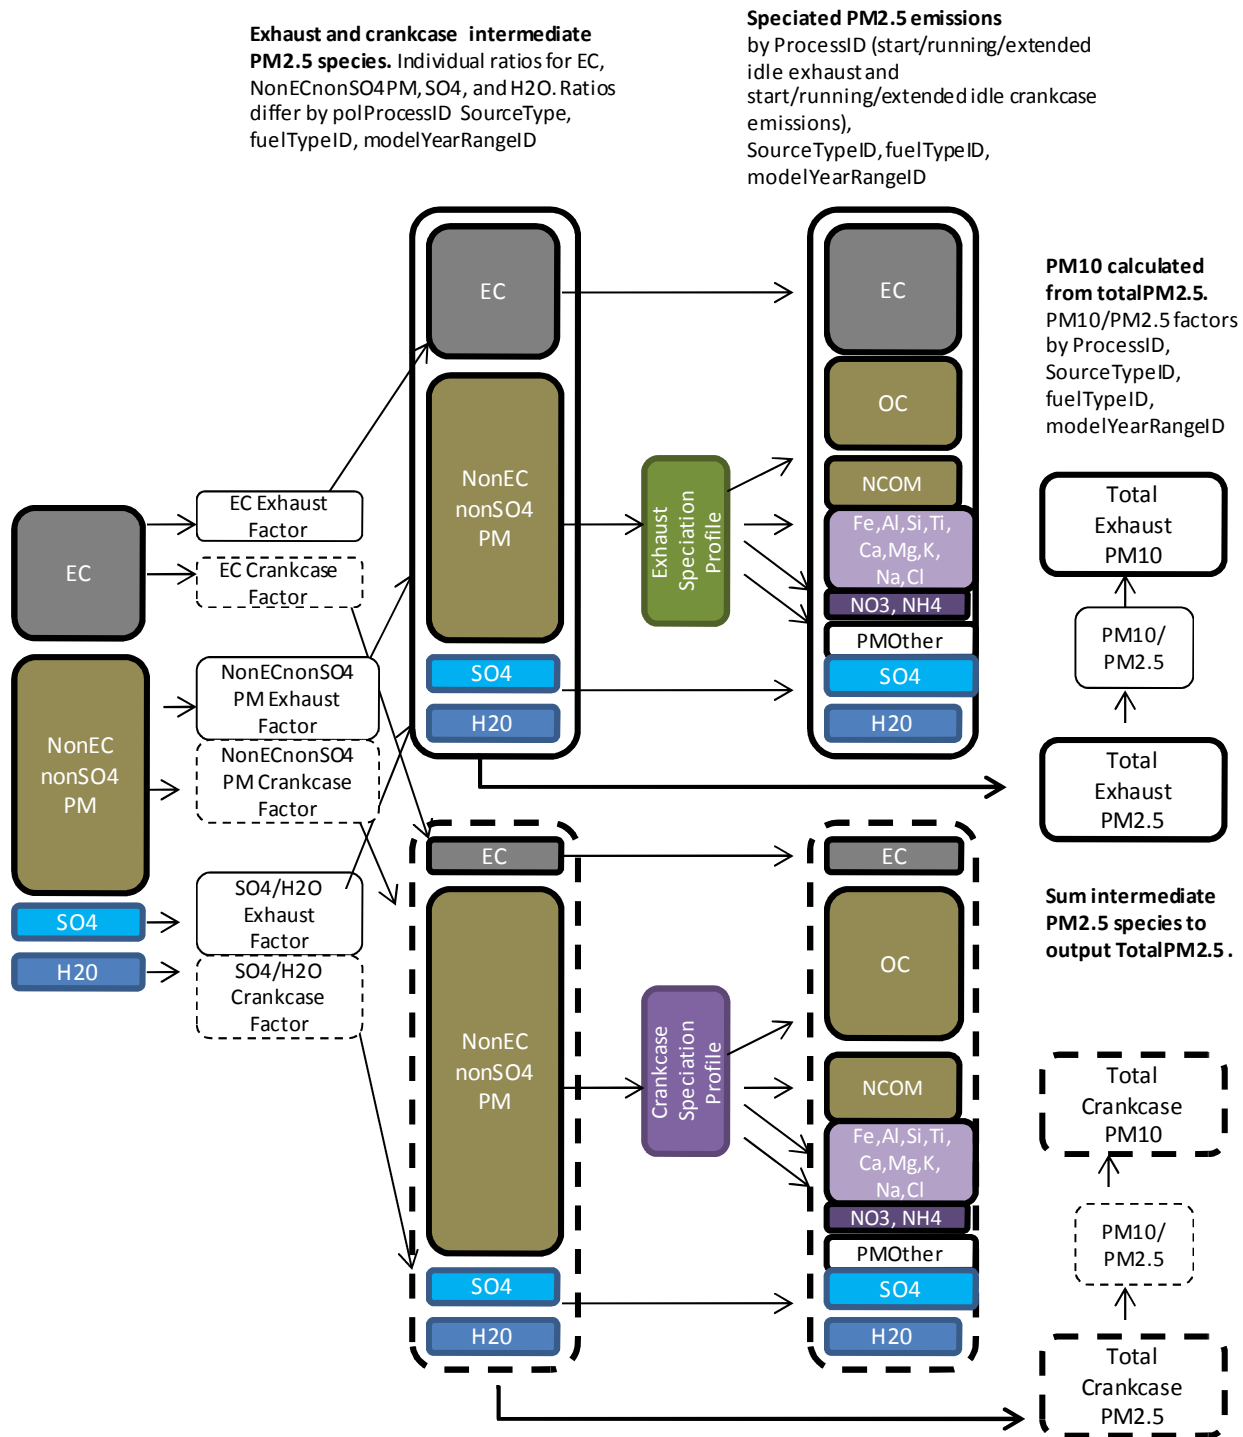 Exhaust and crankcase intermediate
PM2.5 species. Individual ratios for EC,
NonECnonSO4PM, SO4, and H2O. Ratios
differ by polProcessID SourceType,
fuelTypeID, modelYearRangeID
Speciated PM2.5 emissions
by ProcessID (start/running/extended
idle exhaust and
start/running/extended idle crankcase
emissions),
SourceTypeID, fuelTypeID,
modelYearRangeID
PM10 calculated
from totalPM2.5.
PM10/PM2.5 factors
by ProcessID,
SourceTypeID,
fuelTypeID,
modelYearRangeID
EC
NonEC
nonSO4
PM
SO4
H20
EC Exhaust
Factor
EC Crankcase
Factor
NonECnonSO4
PM Exhaust
Factor
NonECnonSO4
PM Crankcase
Factor
SO4/H2O
Exhaust
Factor
SO4/H2O
Crankcase
Factor
EC
NonEC
nonSO4
PM
SO4
H20
Exhaust
Speciation
Profile
EC
OC
NCOM
Fe,Al,Si,Ti,
Ca,Mg,K,
Na,Cl
NO3, NH4
PMOther
SO4
H20
Total
Exhaust
PM10
PM10/
PM2.5
Total
Exhaust
PM2.5
Sum intermediate
PM2.5 species to
output TotalPM2.5 .
EC
NonEC
nonSO4
PM
SO4
H20
Crankcase
Speciation
Profile
EC
OC
NCOM
Fe,Al,Si,Ti,
Ca,Mg,K,
Na,Cl
NO3, NH4
PMOther
SO4
H20
Total
Crankcase
PM10
PM10/
PM2.5
Total
Crankcase
PM2.5